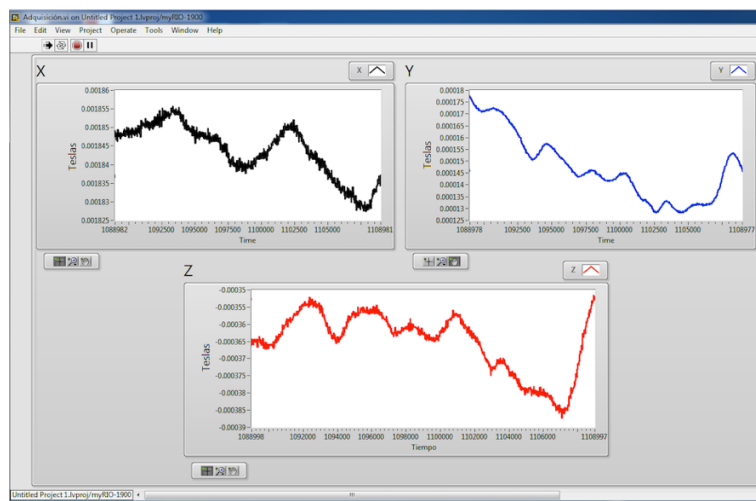 Adquisición.vi on Untitled Project 1.lvproj/myRIO-1900
File Edit View Project Operate Tools Window Help
X
X
Teslas
0.00186
0.001855
0.00185
0.001845
0.00184
0.001835
0.00183
0.001825
1088982 1092500 1095000 1097500 1100000 1102500 1105000 1108981
Time
Y
Y
Teslas
0.00018
0.000175
0.00017
0.000165
0.00016
0.000155
0.00015
0.000145
0.00014
0.000135
0.00013
0.000125
1088978 1092500 1095000 1097500 1100000 1102500 1105000 1108977
Time
Z
Z
Teslas
-0.00035
-0.000355
-0.00036
-0.000365
-0.00037
-0.000375
-0.00038
-0.000385
-0.00039
1088998 1092000 1094000 1096000 1098000 1100000 1102000 1104000 1106000 1108997
Tiempo
Untitled Project 1.lvproj/myRIO-1900